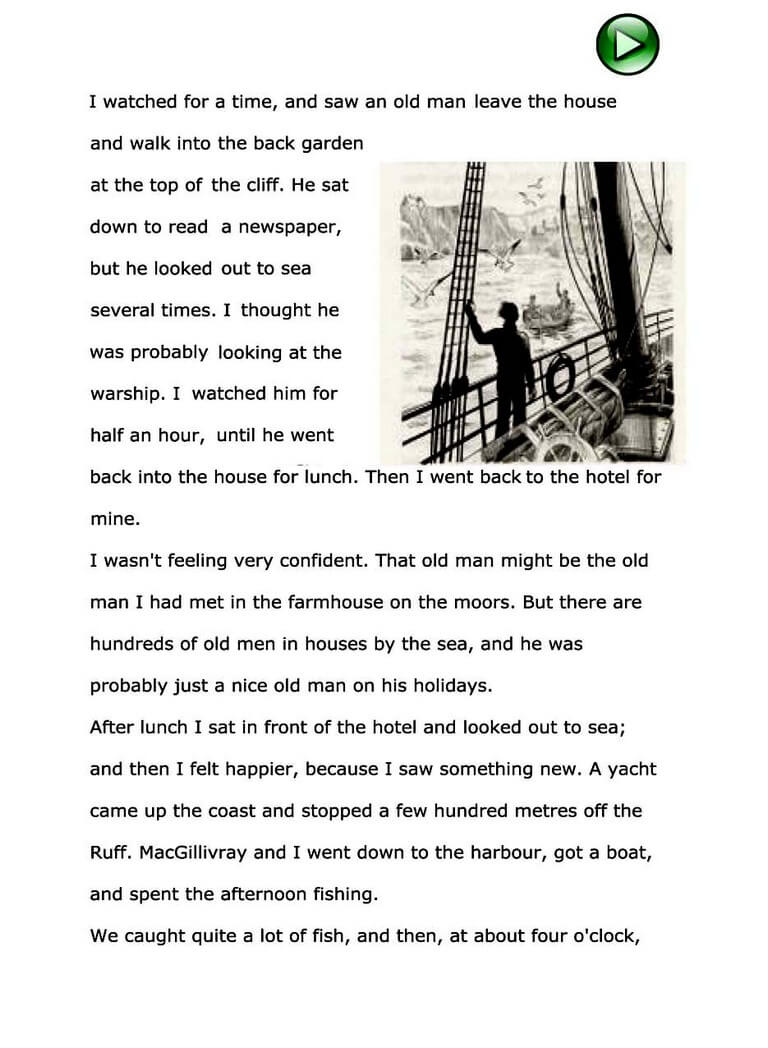 I watched for a time, and saw an old man leave the house
and walk into the back garden
at the top of the cliff. He sat
down to read a newspaper,
but he looked out to sea
several times. I thought he
was probably looking at the
warship. I watched him for
half an hour, until he went
back into the house for lunch. Then I went back to the hotel for
mine.
I wasn't feeling very confident. That old man might be the old
man I had met in the farmhouse on the moors. But there are
hundreds of old men in houses by the sea, and he was
probably just a nice old man on his holidays.
After lunch I sat in front of the hotel and looked out to sea;
and then I felt happier, because I saw something new. A yacht
came up the coast and stopped a few hundred metres off the
Ruff. MacGillivray and I went down to the harbour, got a boat,
and spent the afternoon fishing.
We caught quite a lot of fish, and then, at about four o'clock,